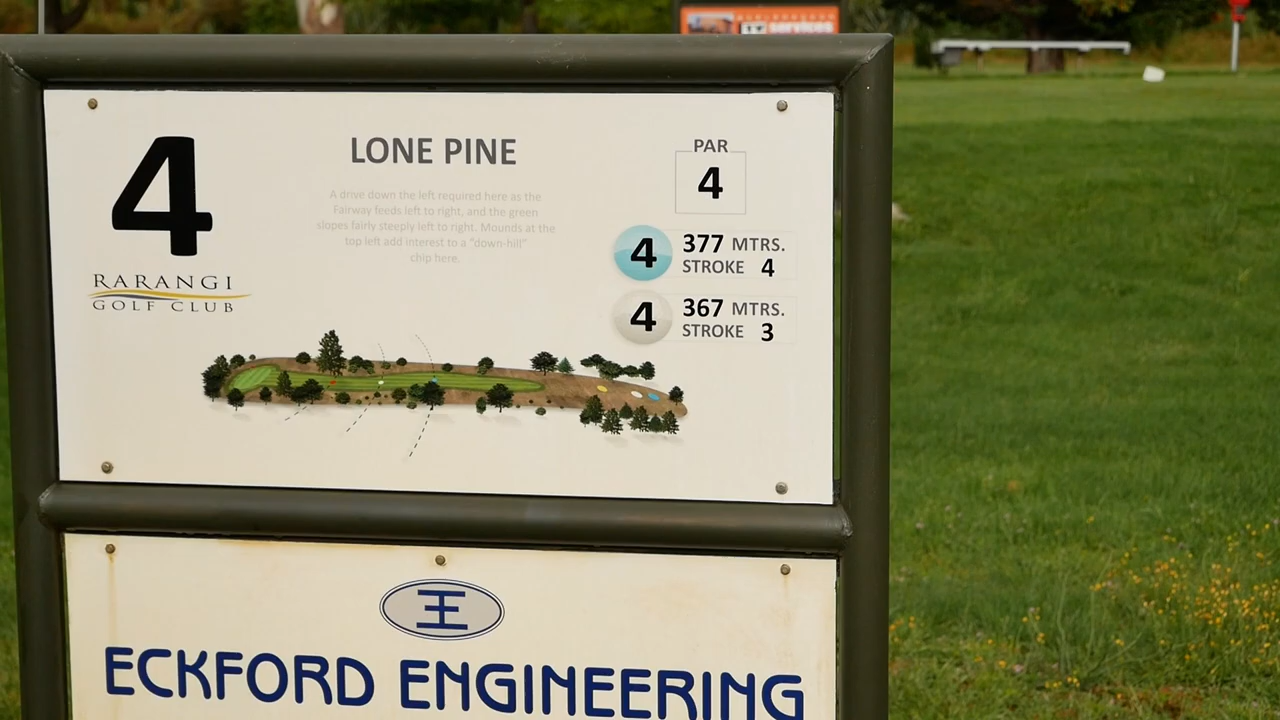 services
4
RARANGI
GOLF CLUB
LONE PINE
A drive down the left required here as the
Fairway feeds left to right, and the green
slopes fairly steeply left to right. Mounds at the
top left add interest to a "down-hill"
chip here.
PAR
4
4 377 MTRS.
STROKE 4
4 367 MTRS.
STROKE 3
ECKFORD ENGINEERING